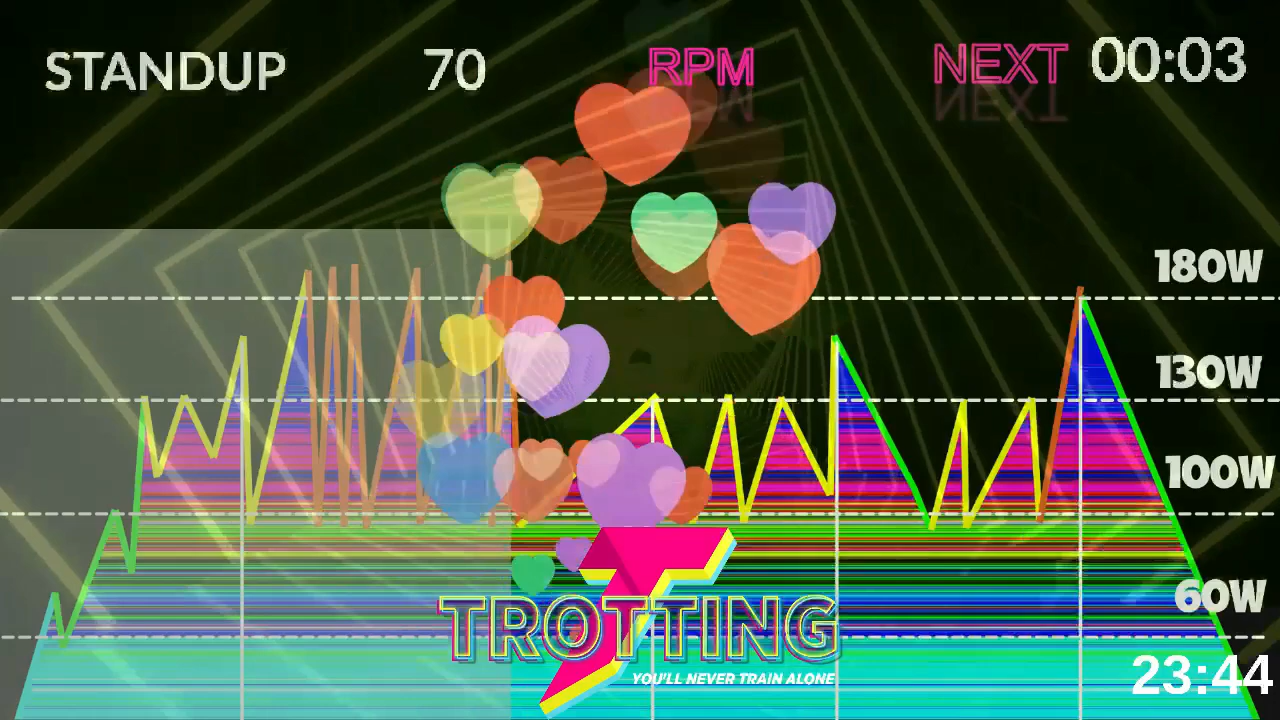 STANDUP 70 RPM NEXT 00:03
180W
130W
100W
60W
TROTTING
YOU'LL NEVER TRAIN ALONE
23:44